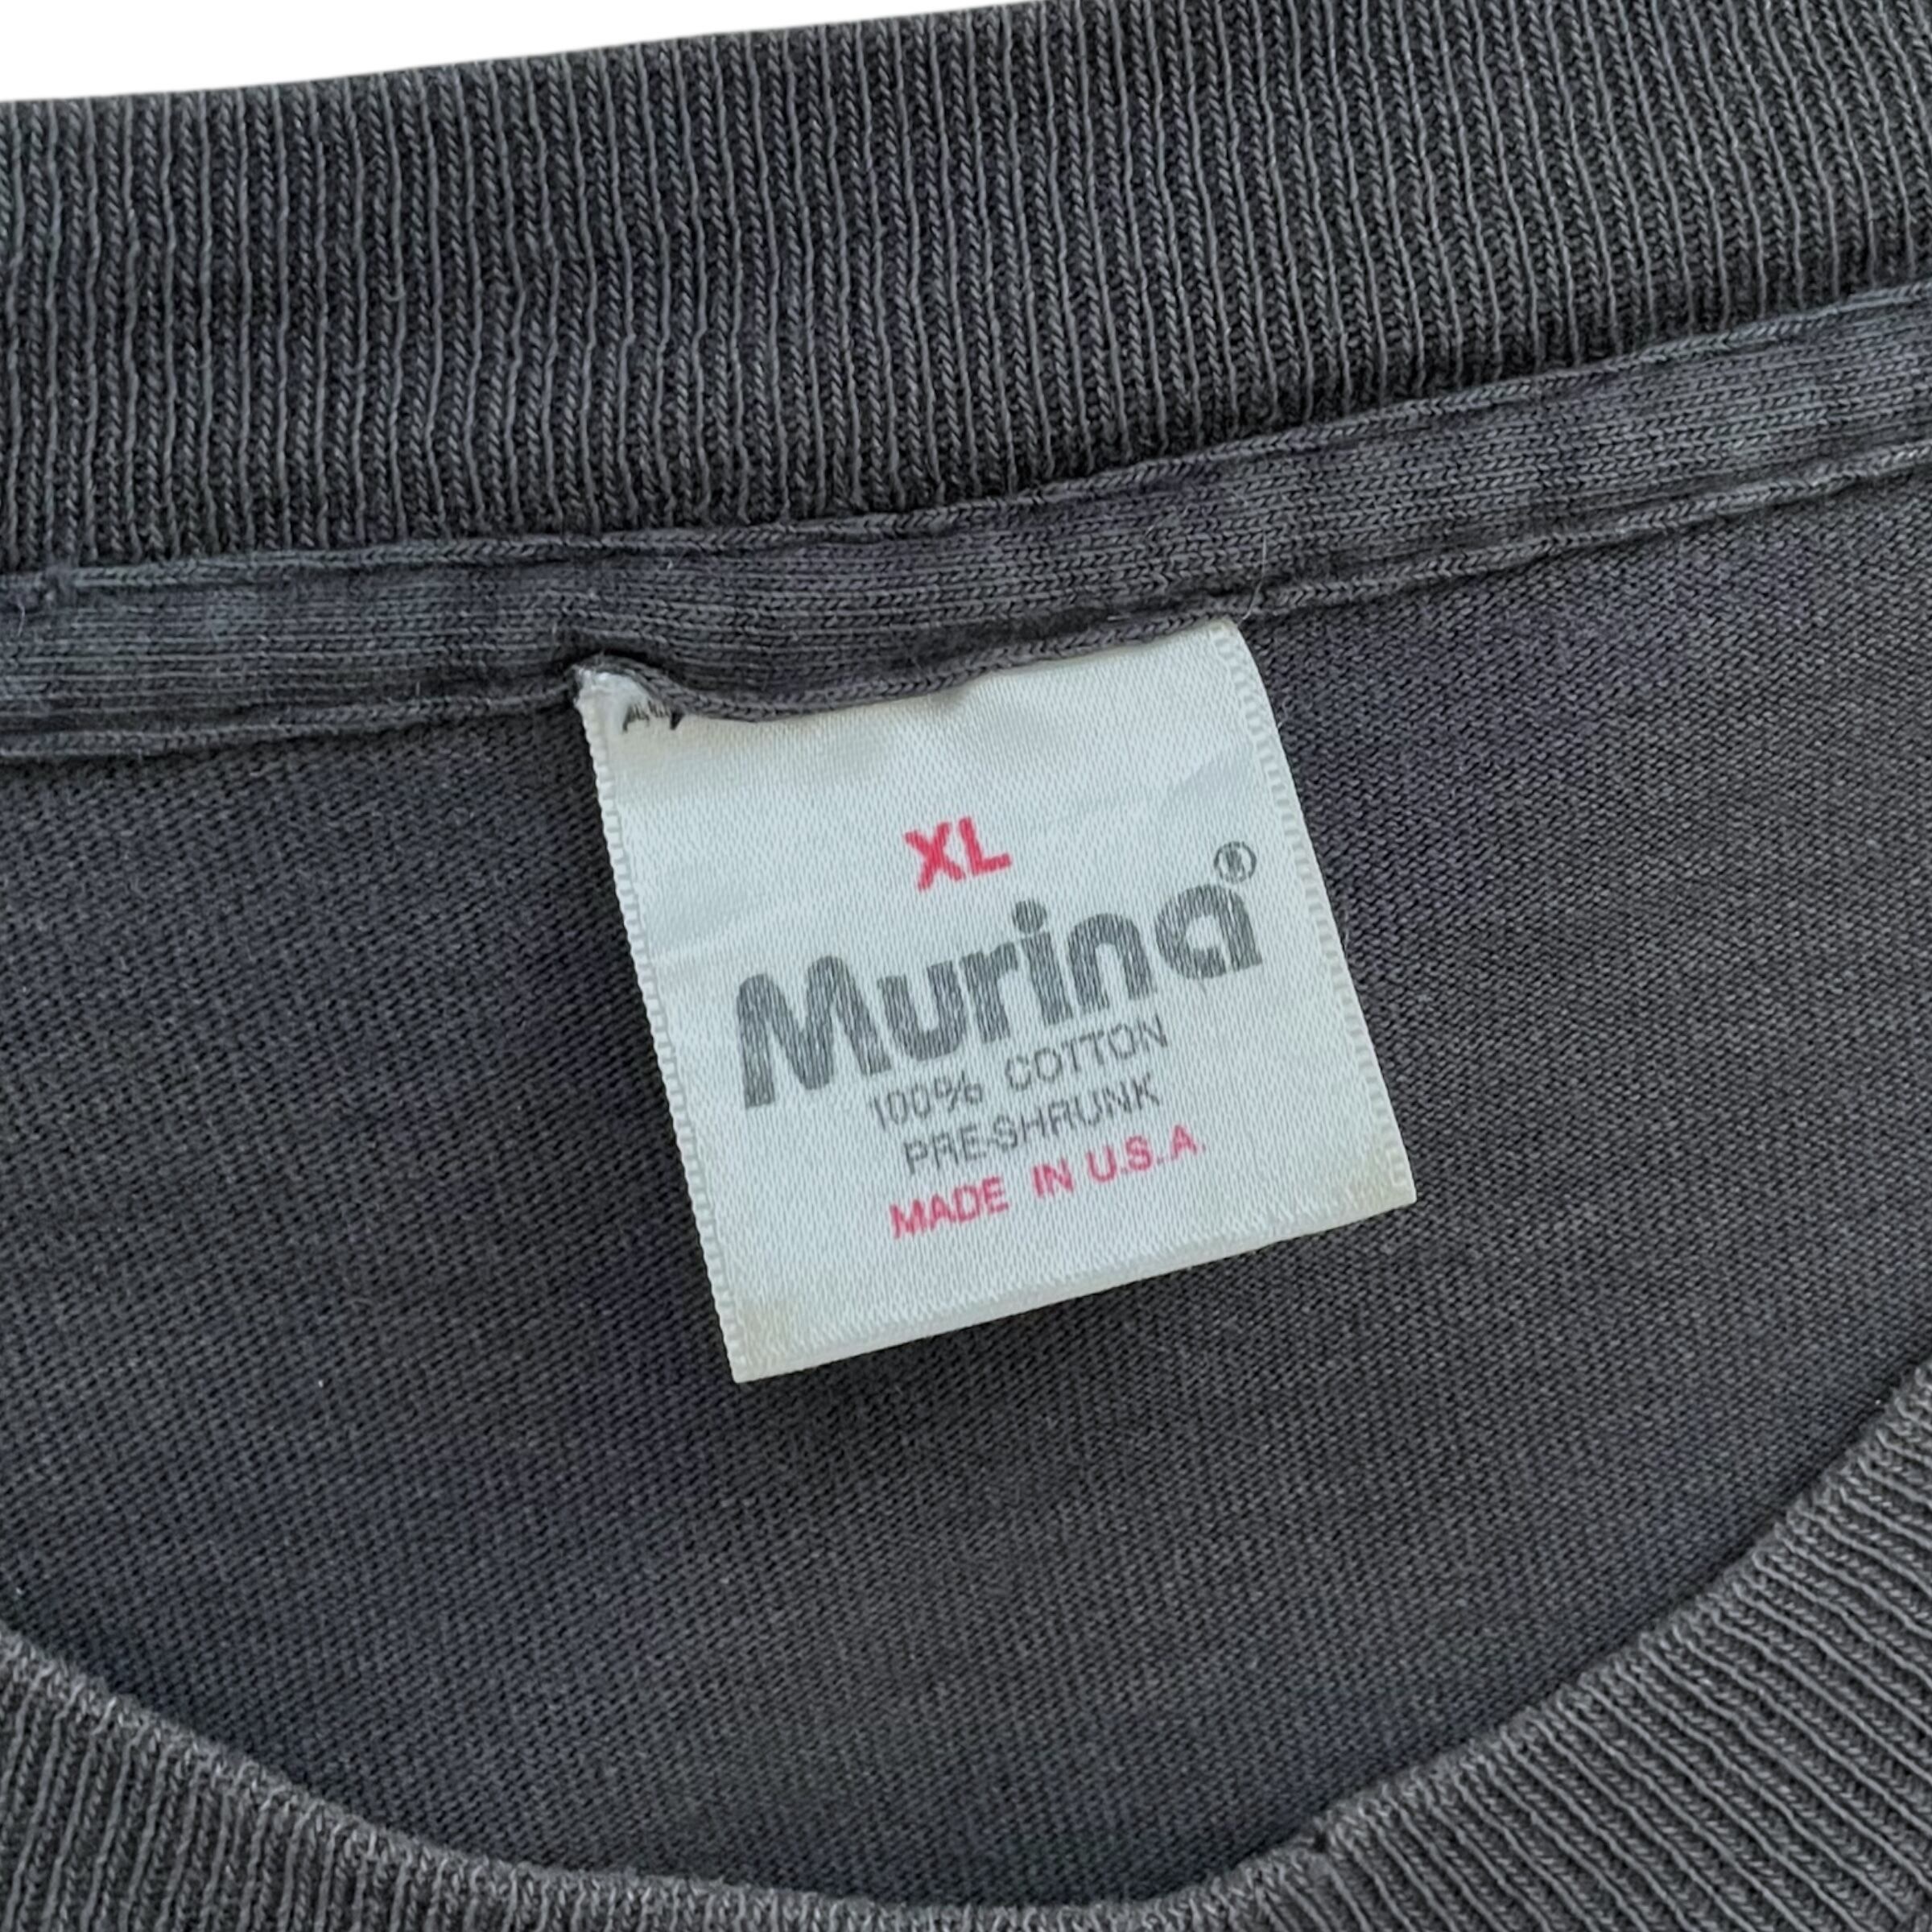 XL
Murina®
100% COTTON
PRE-SHRUNK
MADE IN U.S.A.